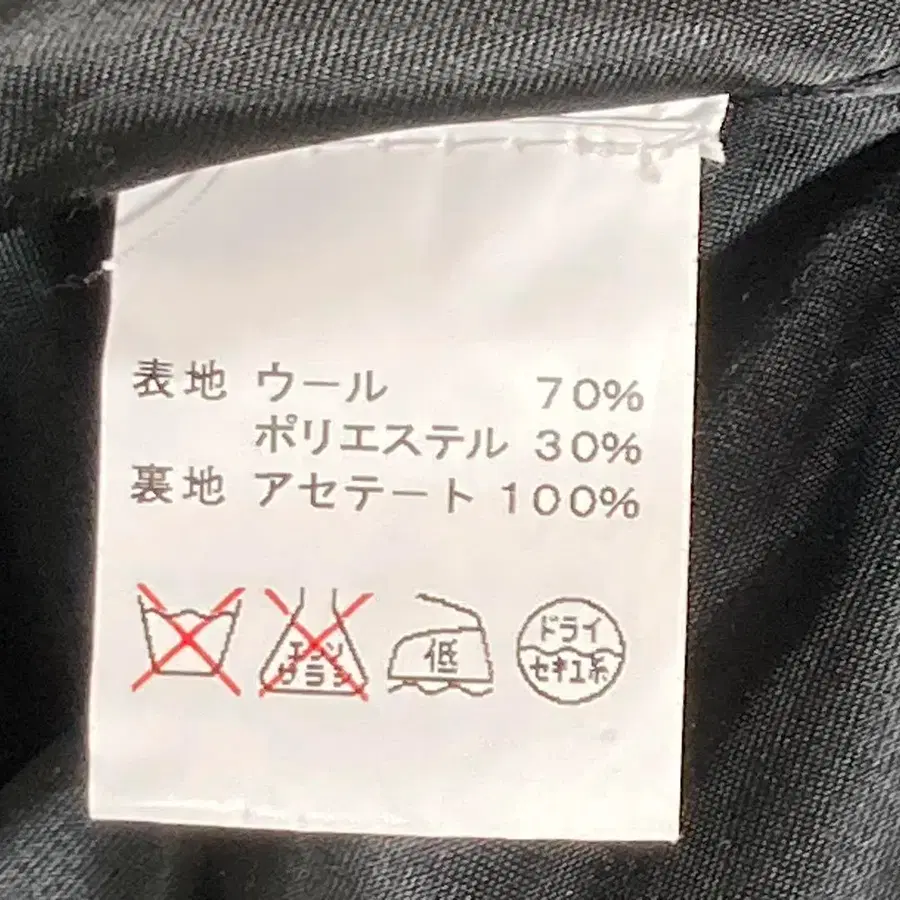 表地 ウール 70%
ポリエステル 30%
裏地 アセテート 100%
エンソ
サラシ
低
ドライ
セキユ系